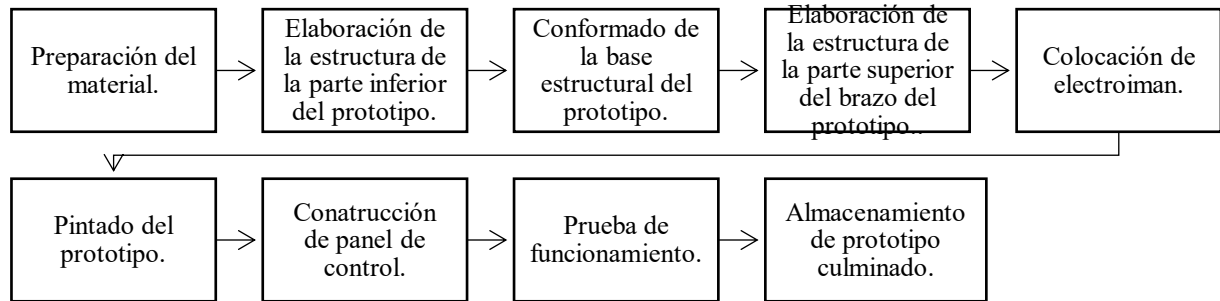 Preparación del
material.
Elaboración de
la estructura de
la parte inferior
del prototipo.
Conformado de
la base
estructural del
prototipo.
Elaboración de
la estructura de
la parte superior
del brazo del
prototipo..
Colocación de
electroiman.
Pintado del
prototipo.
Conatrucción
de panel de
control.
Prueba de
funcionamiento.
Almacenamiento
de prototipo
culminado.